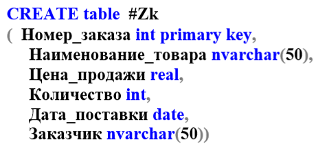 CREATE table #Zk
( Номер_заказа int primary key,
Наименование_товара nvarchar(50),
Цена_продажи real,
Количество int,
Дата_поставки date,
Заказчик nvarchar(50))